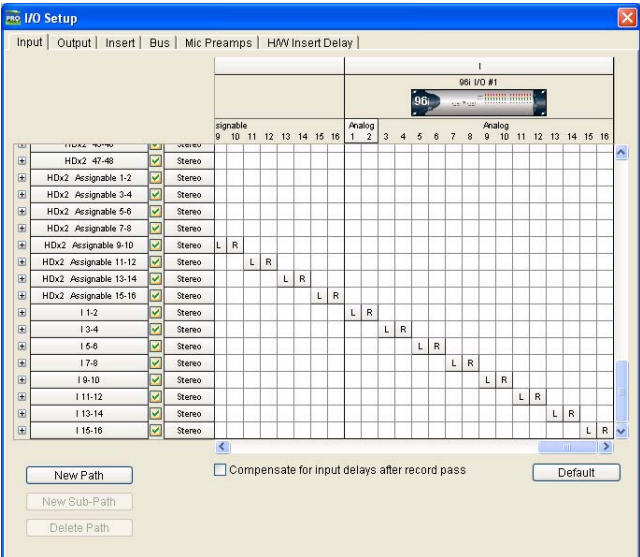 PRO I/O Setup
Input Output Insert Bus Mic Preamps H/W Insert Delay
I
96i I/O #1
96i
signable Analog Analog
9 10 11 12 13 14 15 16 1 2 3 4 5 6 7 8 9 10 11 12 13 14 15 16
Stereo
HDx2 47-48 Stereo
HDx2 Assignable 1-2 Stereo
HDx2 Assignable 3-4 Stereo
HDx2 Assignable 5-6 Stereo
HDx2 Assignable 7-8 Stereo
HDx2 Assignable 9-10 Stereo L R
HDx2 Assignable 11-12 Stereo L R
HDx2 Assignable 13-14 Stereo L R
HDx2 Assignable 15-16 Stereo L R
I 1-2 Stereo L R
I 3-4 Stereo L R
I 5-6 Stereo L R
I 7-8 Stereo L R
I 9-10 Stereo L R
I 11-12 Stereo L R
I 13-14 Stereo L R
I 15-16 Stereo L R
New Path
Compensate for input delays after record pass
Default
New Sub-Path
Delete Path